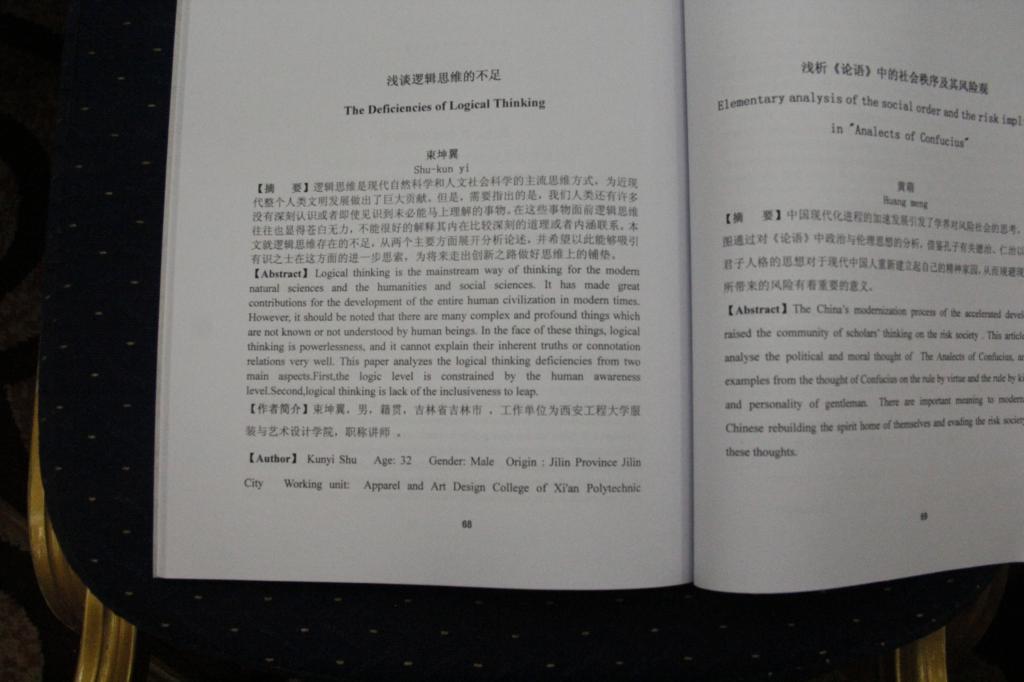 浅谈逻辑思维的不足
The Deficiencies of Logical Thinking
束坤翼
Shu-kun yi
【摘 要】逻辑思维是现代自然科学和人文社会科学的主流思维方式，为近现
代整个人类文明发展做出了巨大贡献。但是，需要指出的是，我们人类还有许多
没有深刻认识或者即使见识到未必能马上理解的事物。在这些事物面前逻辑思维
往往也显得苍白无力，不能很好的解释其内在比较深刻的道理或者内涵联系。本
文就逻辑思维存在的不足，从两个主要方面展开分析论述，并希望以此能够吸引
有识之士在这方面的进一步思索，为将来走出创新之路做好思维上的铺垫。
【Abstract】Logical thinking is the mainstream way of thinking for the modern
natural sciences and the humanities and social sciences. It has made great
contributions for the development of the entire human civilization in modern times.
However, it should be noted that there are many complex and profound things which
are not known or not understood by human beings. In the face of these things, logical
thinking is powerlessness, and it cannot explain their inherent truths or connotation
relations very well. This paper analyzes the logical thinking deficiencies from two
main aspects.First,the logic level is constrained by the human awareness
level.Second,logical thinking is lack of the inclusiveness to leap.
【作者简介】束坤翼，男，籍贯，吉林省吉林市 ，工作单位为西安工程大学服
装与艺术设计学院，职称讲师 。
【Author】 Kunyi Shu Age: 32 Gender: Male Origin : Jilin Province Jilin
City Working unit: Apparel and Art Design College of Xi'an Polytechnic
68
浅析《论语》中的社会秩序及其风险观
Elementary analysis of the social order and the risk
in "Analects of Confucius"
黄萌
Huang meng
【摘 要】中国现代化进程的加速发展引发了学界对风险社会的思考。
图通过对《论语》中政治与伦理思想的分析，借鉴孔子有关德治、仁治以
君子人格的思想对于现代中国人重新建立起自己的精神家园，从而规避现
所带来的风险有着重要的意义。
【Abstract】The China's modernization process of the accelerated
raised the community of scholars' thinking on the risk society . This
analyse the political and moral thought of The Analects of Confucius,
examples from the thought of Confucius on the rule by virtue and the rule by
and personality of gentleman. There are important meaning to
Chinese rebuilding the spirit home of themselves and evading the risk
these thoughts.
69